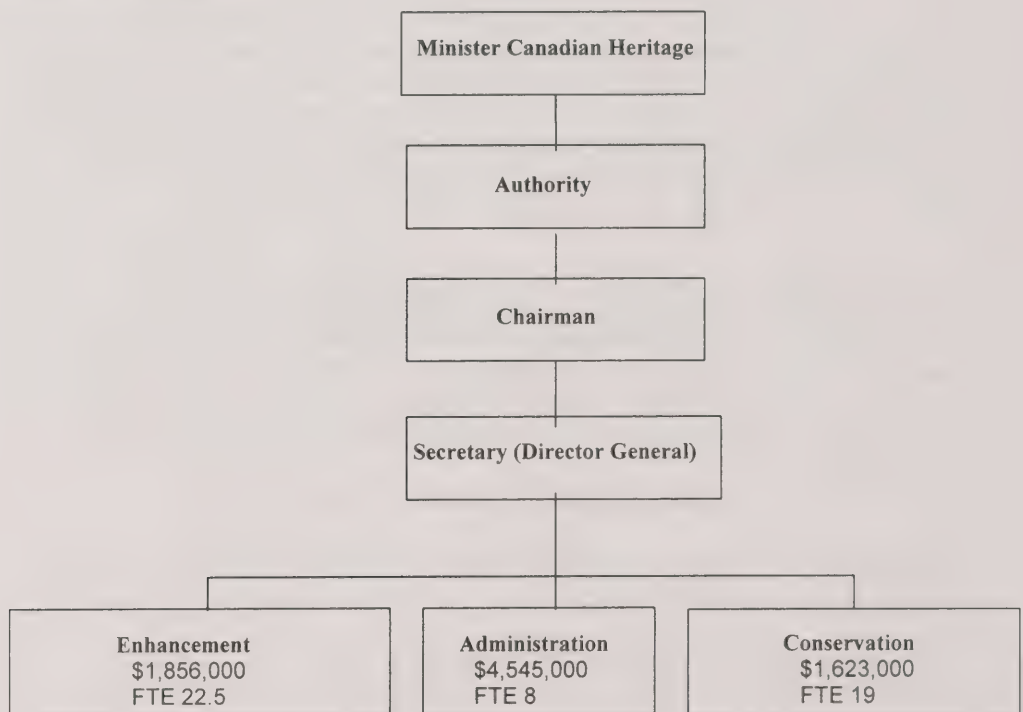 Minister Canadian Heritage
Authority
Chairman
Secretary (Director General)
Enhancement
$1,856,000
FTE 22.5
Administration
$4,545,000
FTE 8
Conservation
$1,623,000
FTE 19